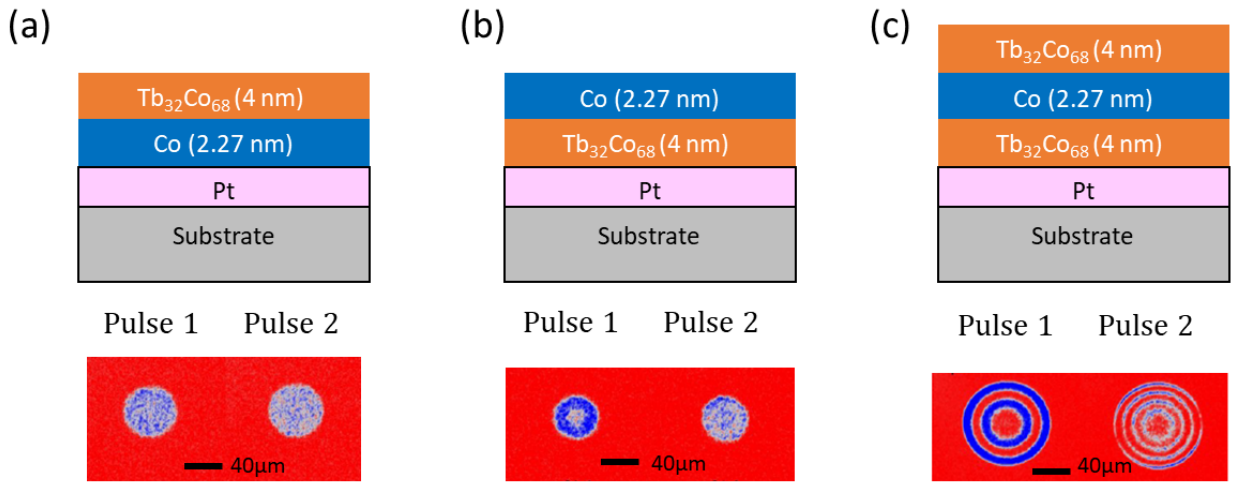 (a)
Tb₃₂Co₆₈ (4 nm)
Co (2.27 nm)
Pt
Substrate
Pulse 1 Pulse 2
40µm
(b)
Co (2.27 nm)
Tb₃₂Co₆₈ (4 nm)
Pt
Substrate
Pulse 1 Pulse 2
40µm
(c)
Tb₃₂Co₆₈ (4 nm)
Co (2.27 nm)
Tb₃₂Co₆₈ (4 nm)
Pt
Substrate
Pulse 1 Pulse 2
40µm